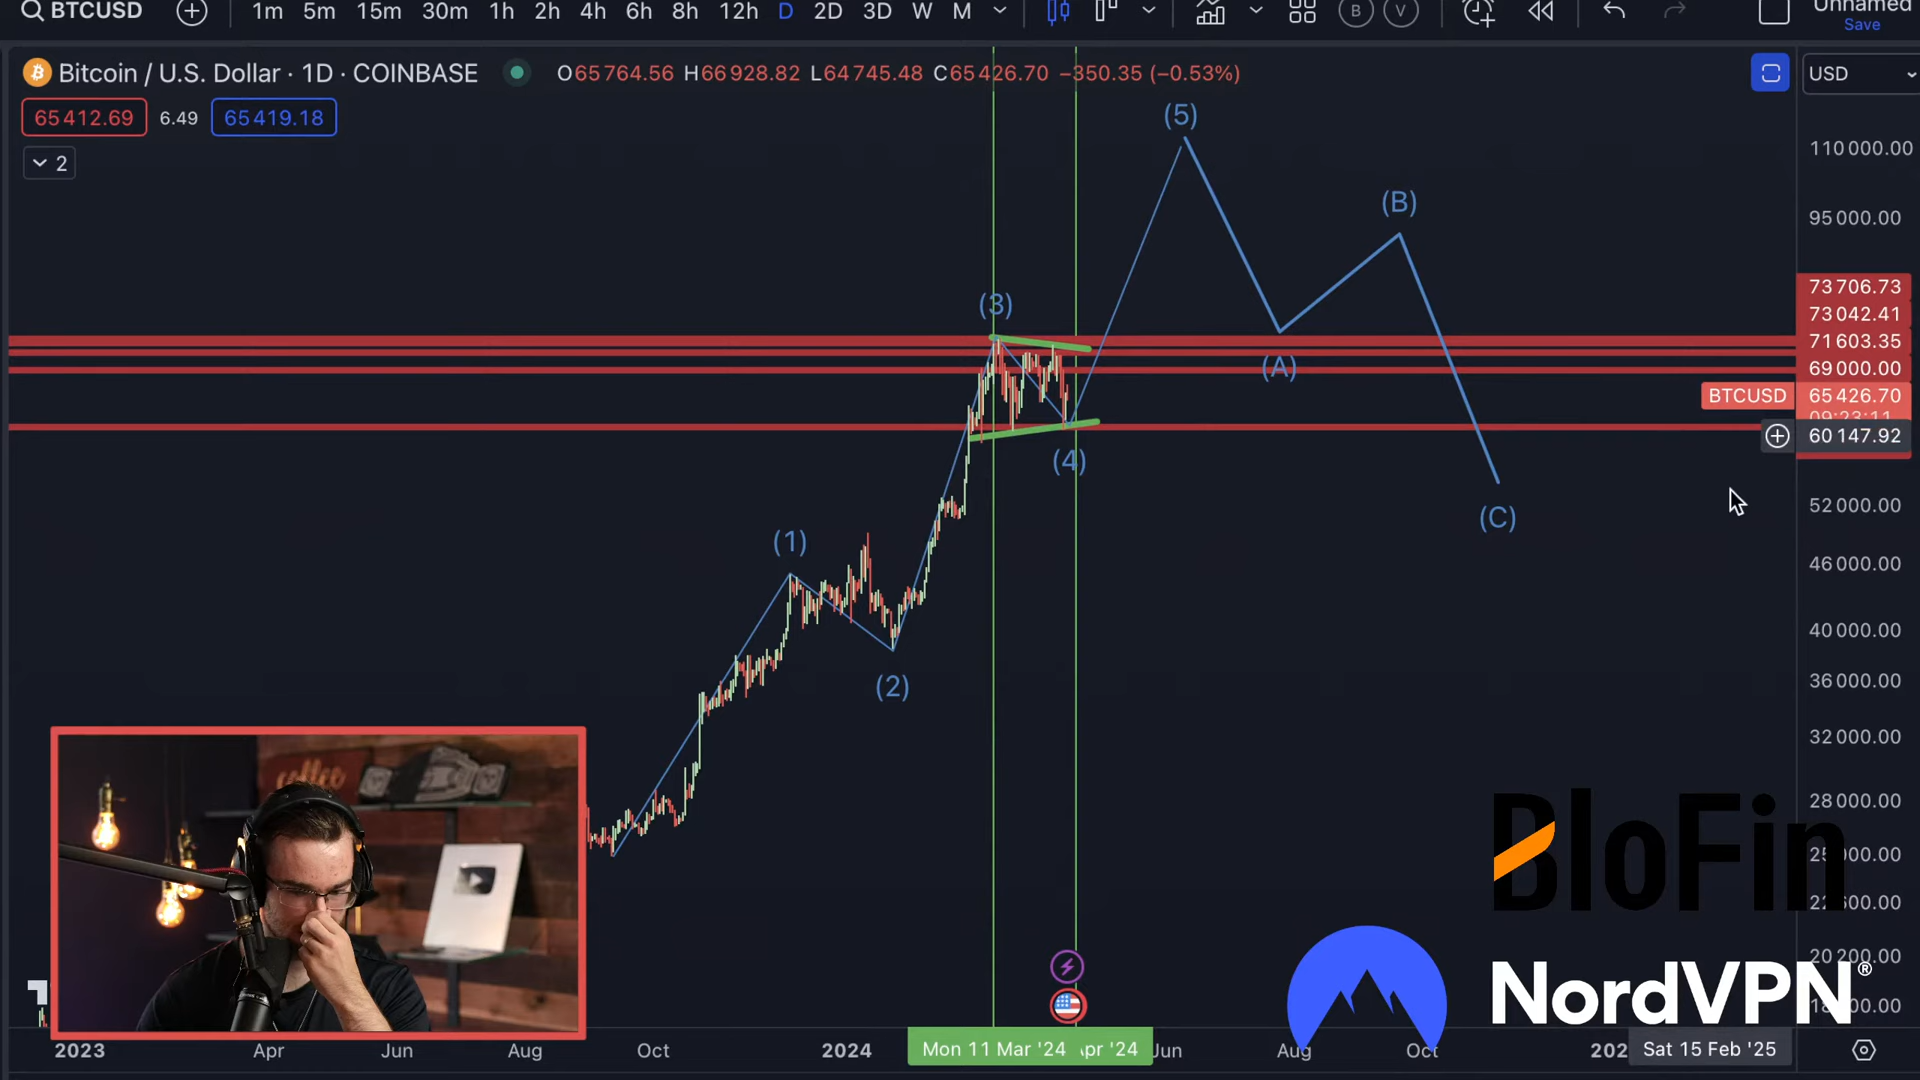 BTCUSD 1m 5m 15m 30m 1h 2h 4h 6h 8h 12h D 2D 3D W M B V Unnamed
Save
Bitcoin / U.S. Dollar · 1D · COINBASE O65764.56 H66928.82 L64745.48 C65426.70 −350.35 (−0.53%) USD
65412.69 6.49 65419.18
2
(5)
110000.00
(B)
95000.00
(3)
73706.73
73042.41
71603.35
(A)
69000.00
BTCUSD 65426.70
09:23:11
60147.92
(4)
52000.00
(C)
(1)
46000.00
40000.00
(2)
36000.00
32000.00
coffee
28000.00
BloFin
NordVPN®
2023 Apr Jun Aug Oct 2024 Mon 11 Mar '24 Apr '24 Jun Aug Oct Sat 15 Feb '25